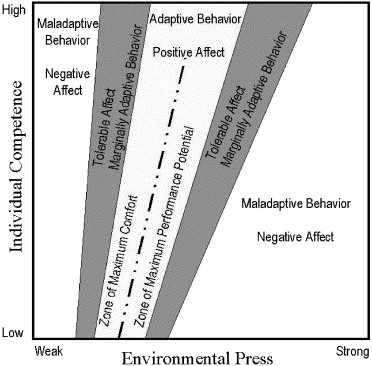 High
Maladaptive
Behavior
Negative
Affect
Tolerable Affect
Marginally Adaptive Behavior
Adaptive Behavior
Positive Affect
Zone of Maximum Comfort
Zone of Maximum Performance Potential
Tolerable Affect
Marginally Adaptive Behavior
Maladaptive Behavior
Negative Affect
Individual Competence
Low
Weak
Environmental Press
Strong